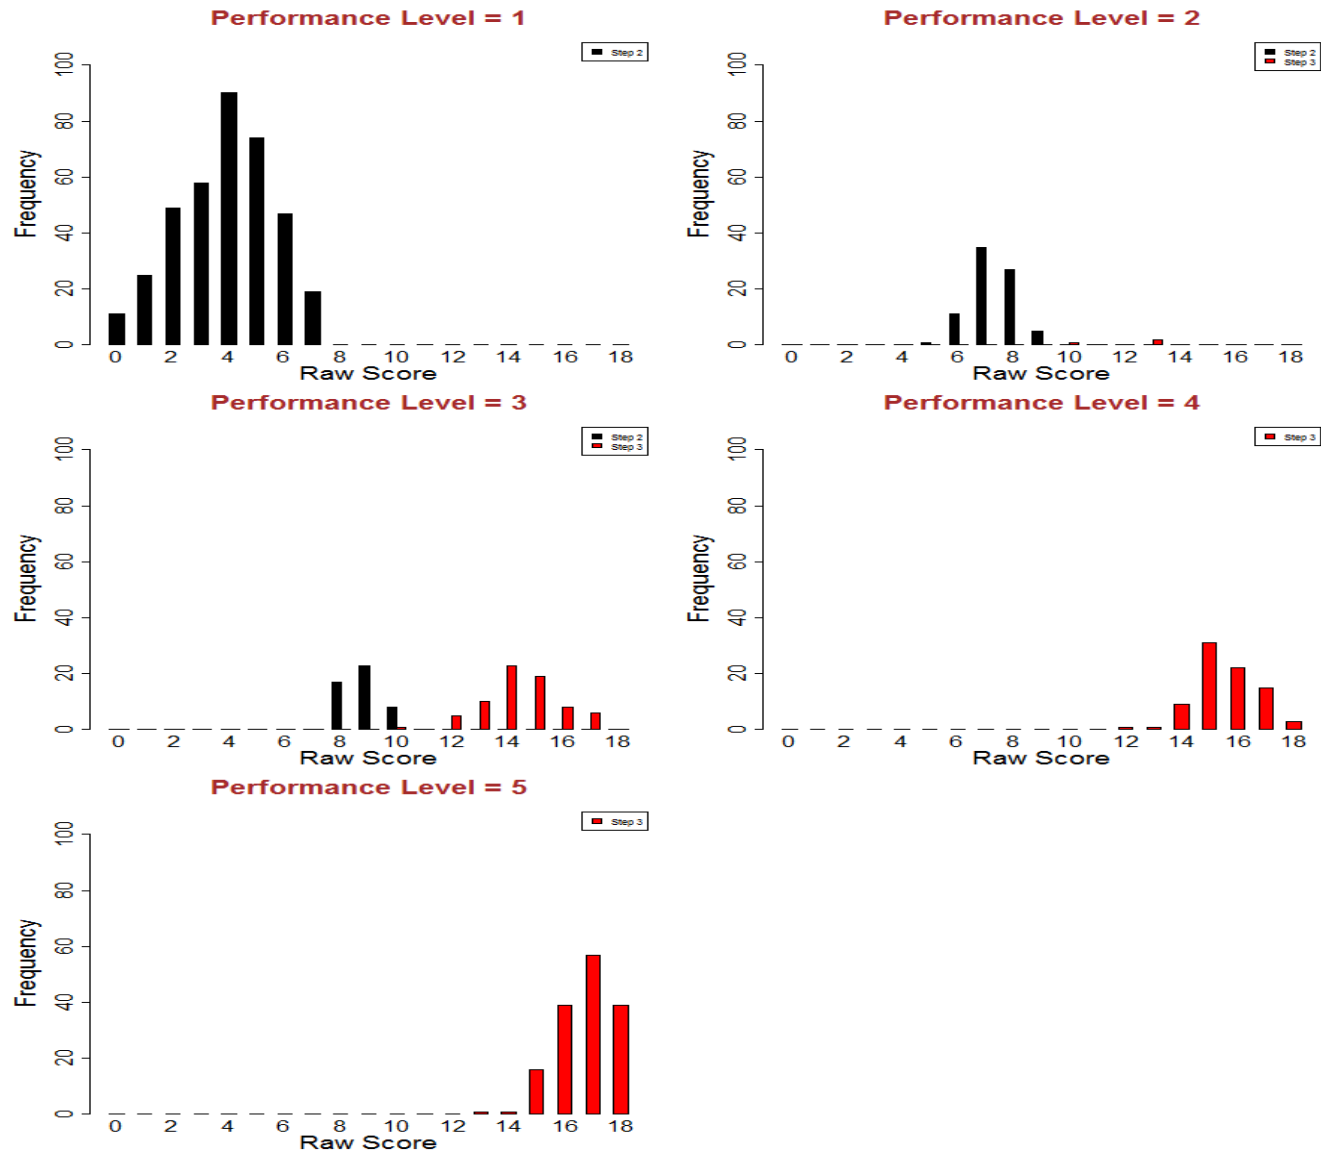 Performance Level = 1
Step 2
Frequency
0 20 40 60 80 100
0 2 4 6 8 10 12 14 16 18
Raw Score
Performance Level = 2
Step 2
Step 3
Frequency
0 20 40 60 80 100
0 2 4 6 8 10 12 14 16 18
Raw Score
Performance Level = 3
Step 2
Step 3
Frequency
0 20 40 60 80 100
0 2 4 6 8 10 12 14 16 18
Raw Score
Performance Level = 4
Step 3
Frequency
0 20 40 60 80 100
0 2 4 6 8 10 12 14 16 18
Raw Score
Performance Level = 5
Step 3
Frequency
0 20 40 60 80 100
0 2 4 6 8 10 12 14 16 18
Raw Score